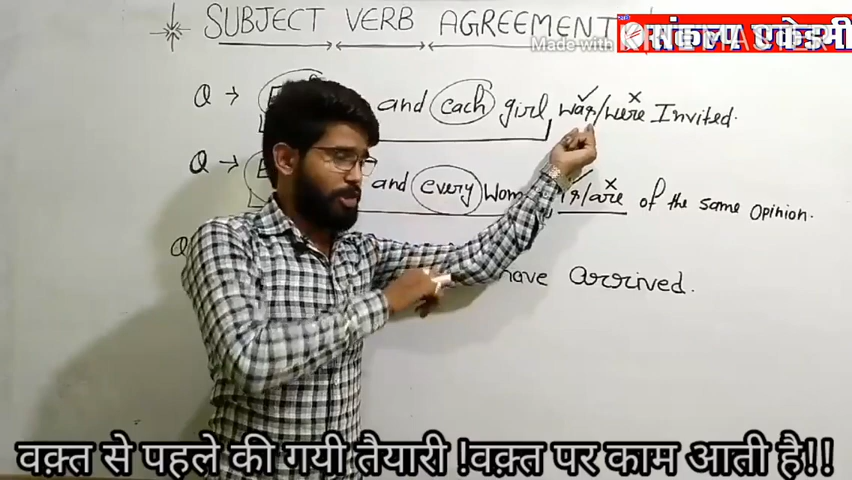 SUBJECT VERB AGREEMENT
Made with KINEMASTER
संकल्प एकेडमी
Q → and each girl was/were Invited.
Q → and every is/are of the same Opinion.
Q have arrived.
वक़्त से पहले की गयी तैयारी !वक़्त पर काम आती है!!